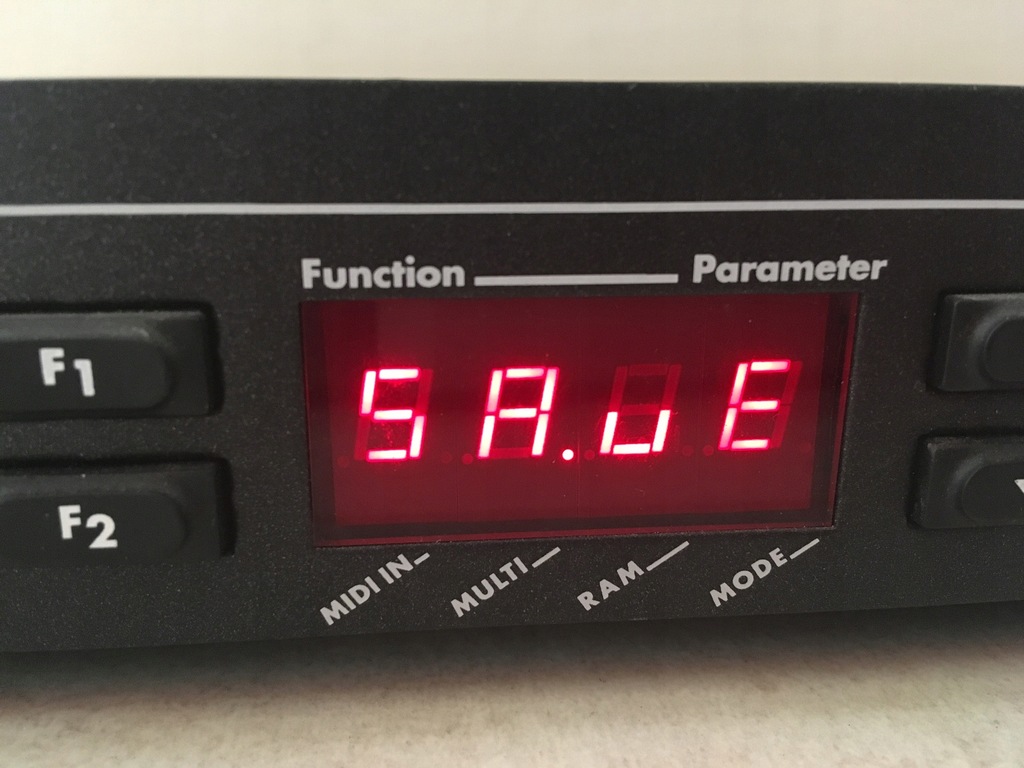 Function Parameter
F1
SA.uE
F2
MIDI IN
MULTI
RAM
MODE